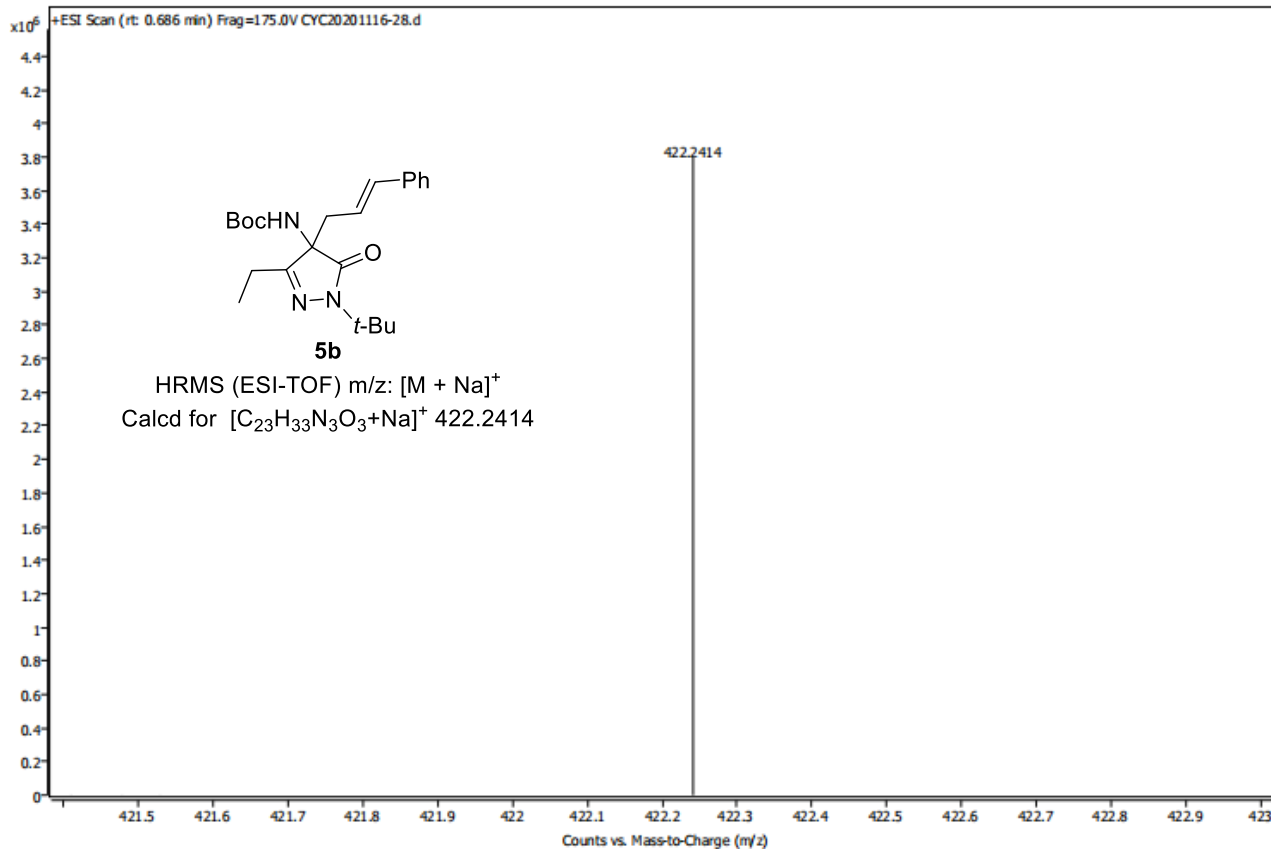 x10⁶ +ESI Scan (rt: 0.686 min) Frag=175.0V CYC20201116-28.d
4.4
4.2
4
3.8
3.6
3.4
3.2
3
2.8
2.6
2.4
2.2
2
1.8
1.6
1.4
1.2
1
0.8
0.6
0.4
0.2
0
422.2414
Ph
BocHN
O
N
N
t-Bu
5b
HRMS (ESI-TOF) m/z: [M + Na]⁺
Calcd for [C₂₃H₃₃N₃O₃+Na]⁺ 422.2414
421.5 421.6 421.7 421.8 421.9 422 422.1 422.2 422.3 422.4 422.5 422.6 422.7 422.8 422.9 423
Counts vs. Mass-to-Charge (m/z)